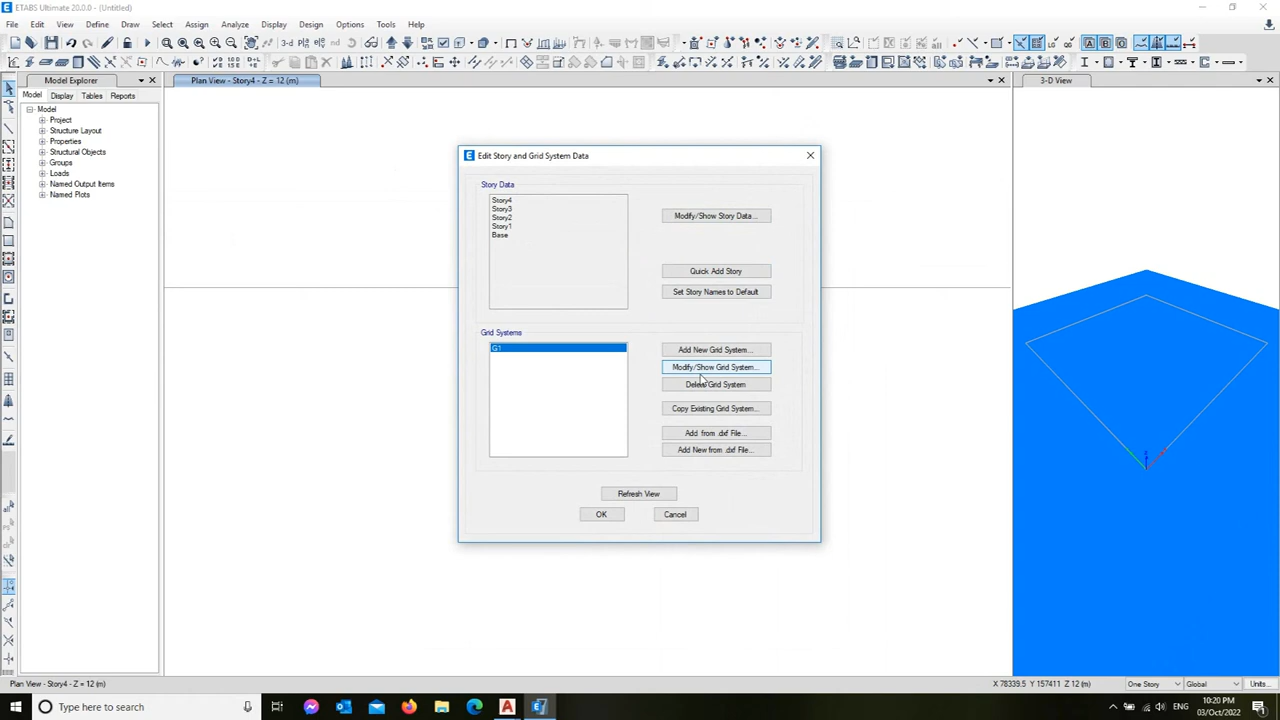 ETABS Ultimate 20.0.0 - (Untitled)
File Edit View Define Draw Select Assign Analyze Display Design Options Tools Help
Model Explorer
Plan View - Story4 - Z = 12 (m)
3-D View
Model Display Tables Reports
Model
Project
Structure Layout
Properties
Structural Objects
Groups
Loads
Named Output Items
Named Plots
Edit Story and Grid System Data
Story Data
Story4
Story3
Story2
Story1
Base
Modify/Show Story Data...
Quick Add Story
Set Story Names to Default
Grid Systems
G1
Add New Grid System...
Modify/Show Grid System...
Delete Grid System
Copy Existing Grid System...
Add from .dxf File...
Add New from .dxf File...
Refresh View
OK Cancel
Plan View - Story4 - Z = 12 (m)
X 78339.5 Y 157411 Z 12 (m) One Story Global Units...
Type here to search
ENG
10:20 PM
03/Oct/2022